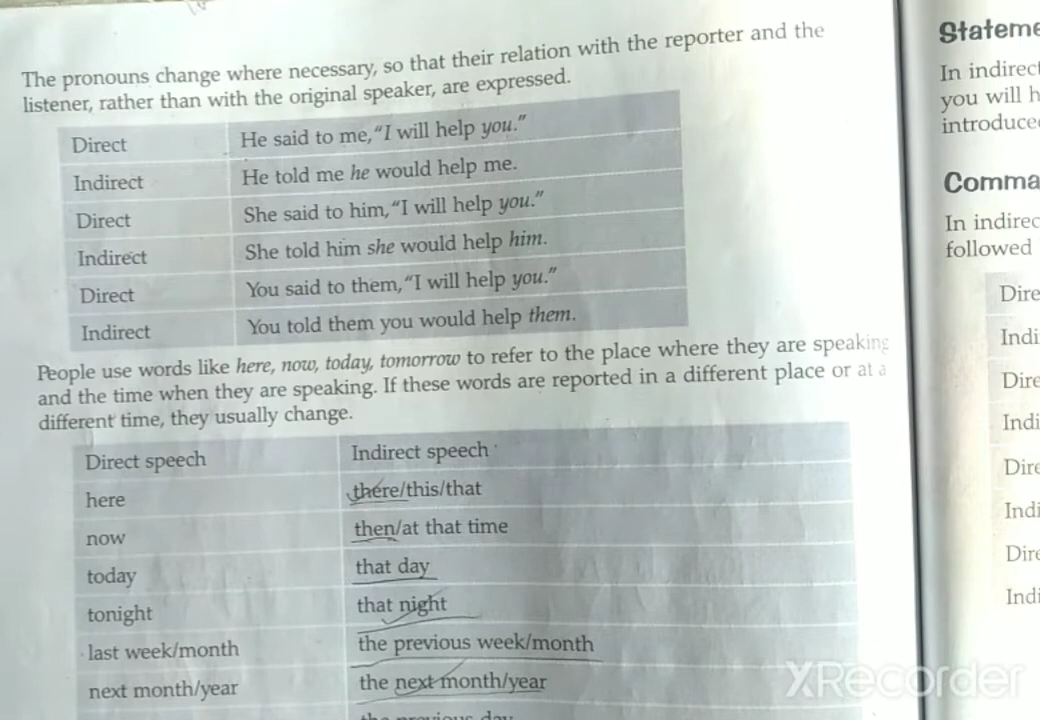 The pronouns change where necessary, so that their relation with the reporter and the
listener, rather than with the original speaker, are expressed.
Direct He said to me, "I will help you."
Indirect He told me he would help me.
Direct She said to him, "I will help you."
Indirect She told him she would help him.
Direct You said to them, "I will help you."
Indirect You told them you would help them.
People use words like here, now, today, tomorrow to refer to the place where they are speaking
and the time when they are speaking. If these words are reported in a different place or at a
different time, they usually change.
Direct speech Indirect speech
here there/this/that
now then/at that time
today that day
tonight that night
last week/month the previous week/month
next month/year the next month/year
the previous day
Stateme
In indirect
you will h
introduce
Comma
In indirec
followed
Dire
Indi
Dire
Indi
Dire
Indi
Dire
Indi
XRecorder